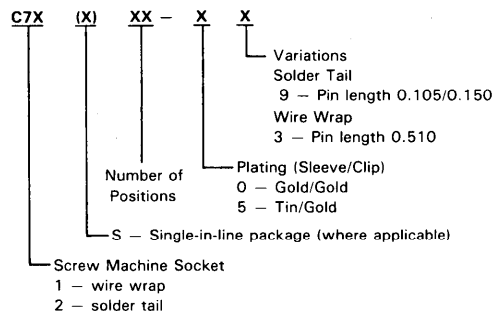 C7X (X) XX – X X
Variations
Solder Tail
9 – Pin length 0.105/0.150
Wire Wrap
3 – Pin length 0.510
Number of
Positions
Plating (Sleeve/Clip)
0 – Gold/Gold
5 – Tin/Gold
S – Single-in-line package (where applicable)
Screw Machine Socket
1 – wire wrap
2 – solder tail